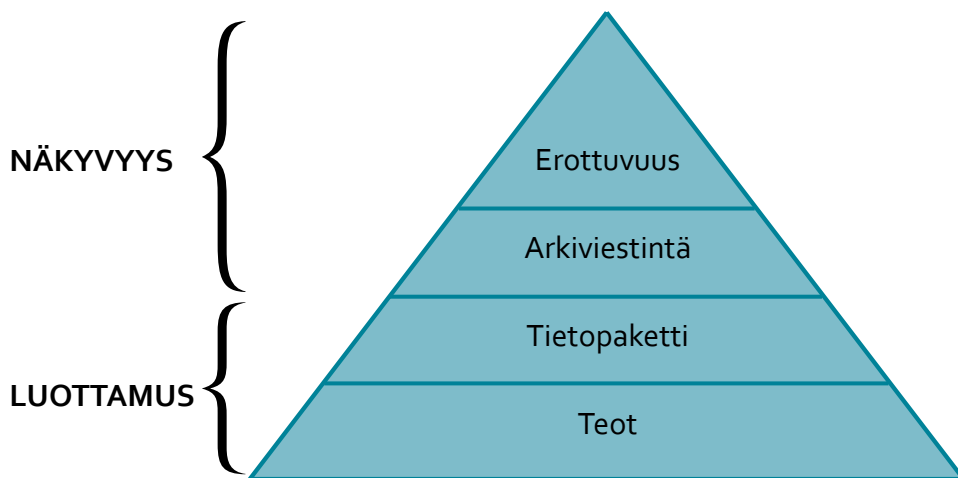 NÄKYVYYS
Erottuvuus
Arkiviestintä
LUOTTAMUS
Tietopaketti
Teot